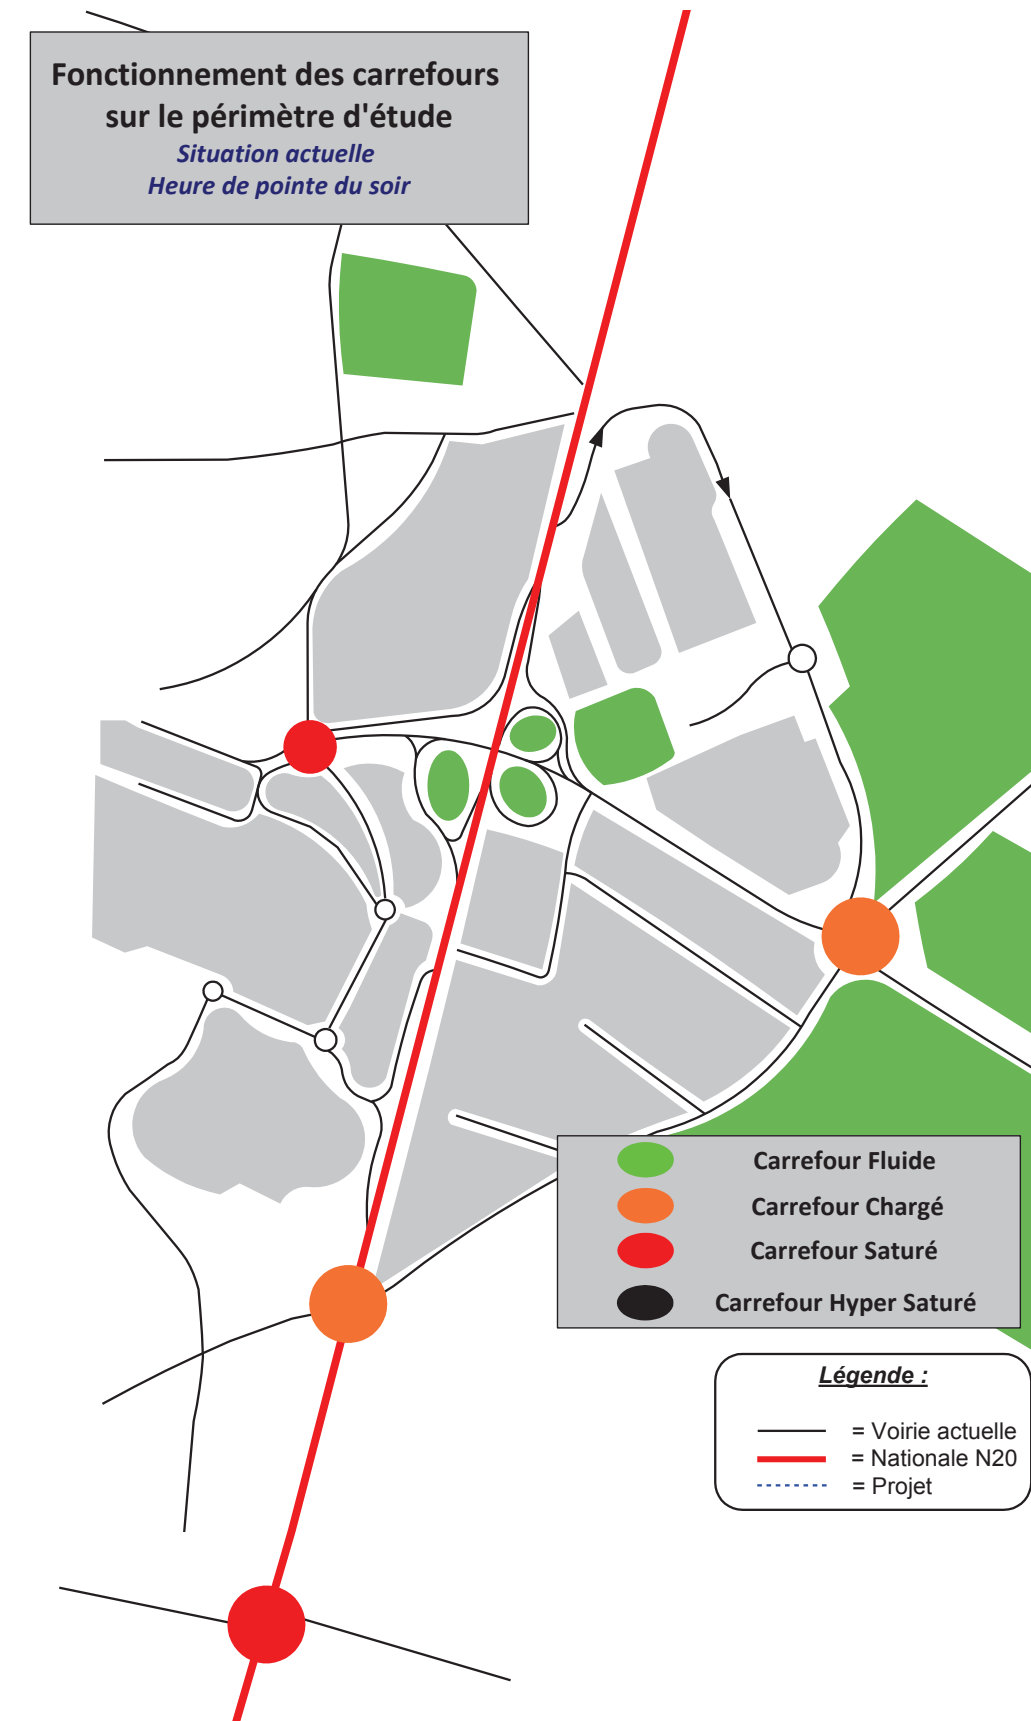 Fonctionnement des carrefours
sur le périmètre d'étude
Situation actuelle
Heure de pointe du soir
Carrefour Fluide
Carrefour Chargé
Carrefour Saturé
Carrefour Hyper Saturé
Légende :
= Voirie actuelle
= Nationale N20
= Projet